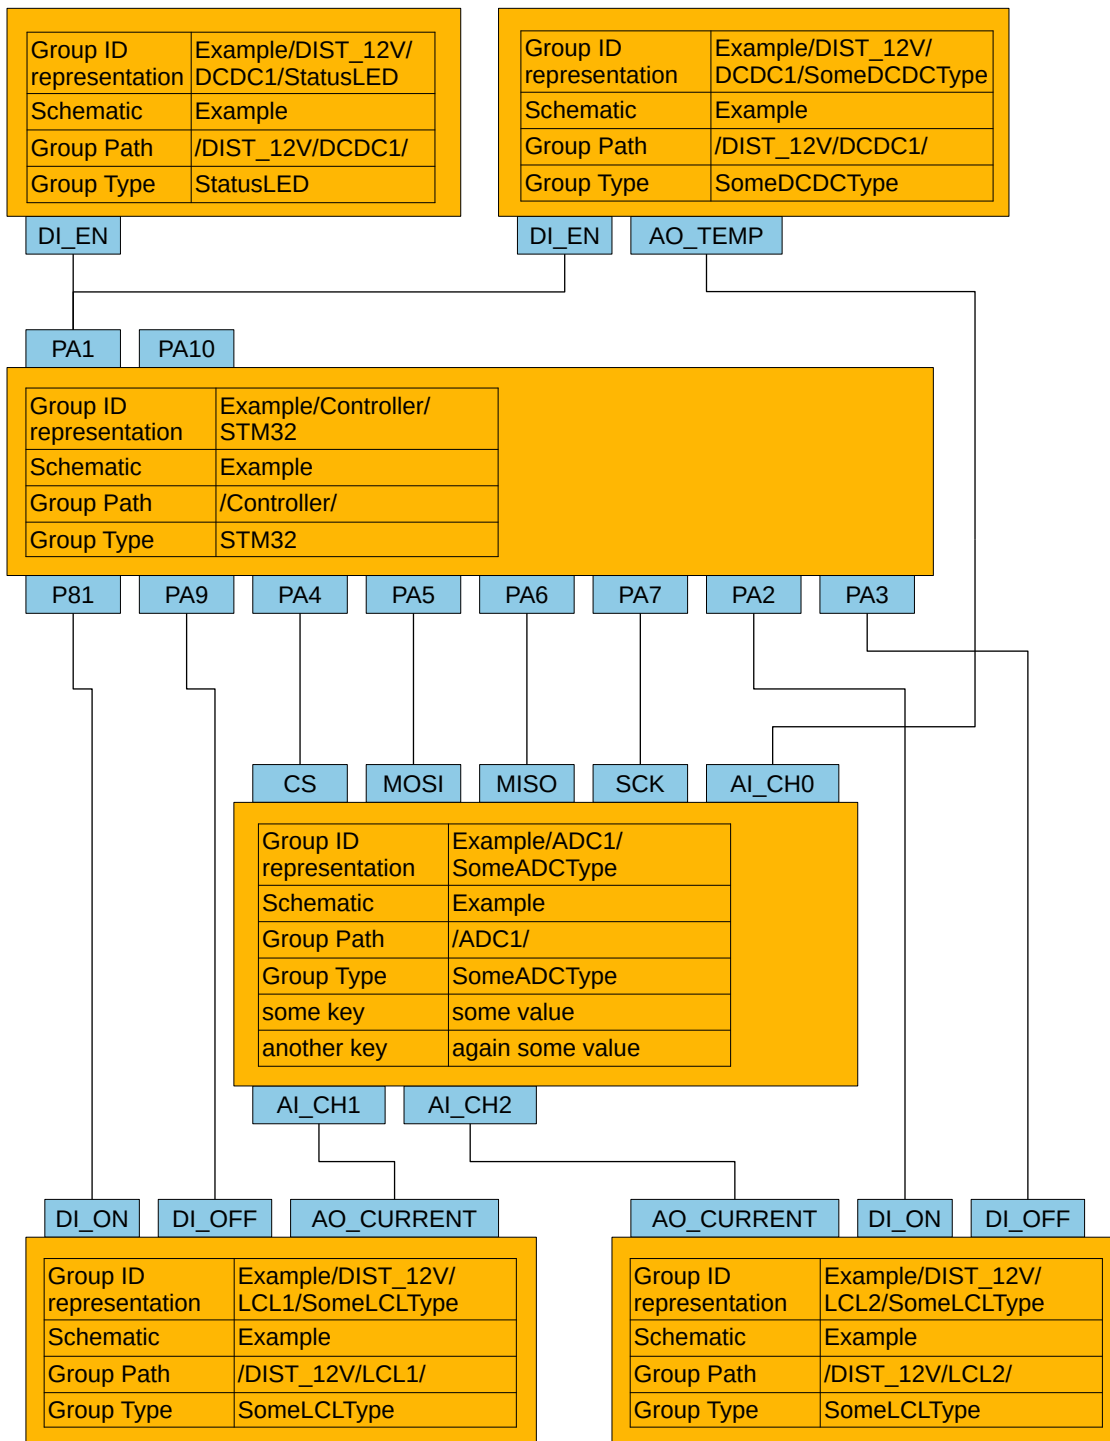 Group ID
representation
Example/DIST_12V/
DCDC1/StatusLED
Schematic
Example
Group Path
/DIST_12V/DCDC1/
Group Type
StatusLED
DI_EN
Group ID
representation
Example/DIST_12V/
DCDC1/SomeDCDCType
Schematic
Example
Group Path
/DIST_12V/DCDC1/
Group Type
SomeDCDCType
DI_EN
AO_TEMP
PA1
PA10
Group ID
representation
Example/Controller/
STM32
Schematic
Example
Group Path
/Controller/
Group Type
STM32
P81
PA9
PA4
PA5
PA6
PA7
PA2
PA3
CS
MOSI
MISO
SCK
AI_CH0
Group ID
representation
Example/ADC1/
SomeADCType
Schematic
Example
Group Path
/ADC1/
Group Type
SomeADCType
some key
some value
another key
again some value
AI_CH1
AI_CH2
DI_ON
DI_OFF
AO_CURRENT
Group ID
representation
Example/DIST_12V/
LCL1/SomeLCLType
Schematic
Example
Group Path
/DIST_12V/LCL1/
Group Type
SomeLCLType
AO_CURRENT
DI_ON
DI_OFF
Group ID
representation
Example/DIST_12V/
LCL2/SomeLCLType
Schematic
Example
Group Path
/DIST_12V/LCL2/
Group Type
SomeLCLType